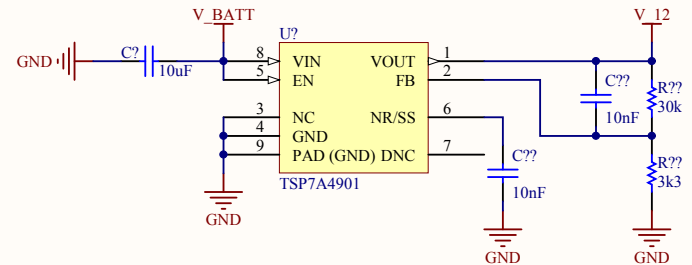 V_BATT
V_12
U?
GND
C?
10uF
8
VIN
VOUT
1
5
EN
FB
2
C??
10nF
R??
30k
3
NC
NR/SS
6
4
GND
9
PAD (GND)
DNC
7
TSP7A4901
C??
10nF
R??
3k3
GND
GND
GND